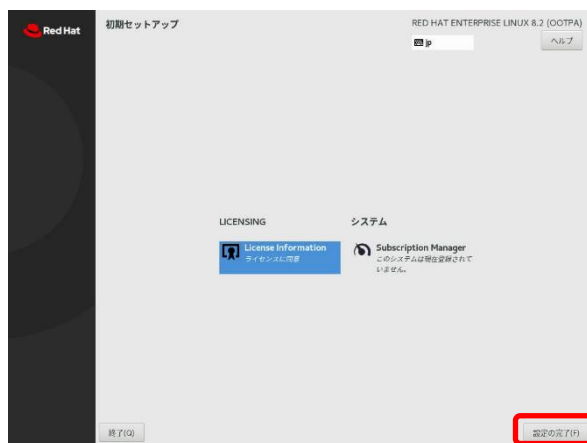 Red Hat
初期セットアップ
RED HAT ENTERPRISE LINUX 8.2 (OOTPA)
jp
ヘルプ
LICENSING
システム
License Information
ライセンスに同意
Subscription Manager
このシステムは現在登録されて
いません。
終了(Q)
設定の完了(F)